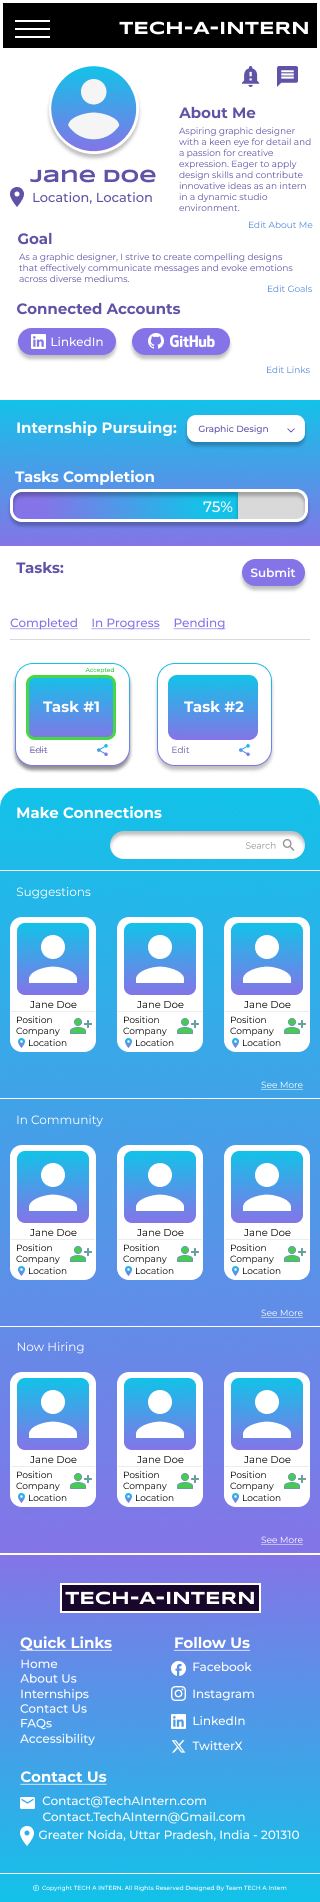 TECH-A-INTERN
Jane Doe
Location, Location
About Me
Aspiring graphic designer
with a keen eye for detail and
a passion for creative
expression. Eager to apply
design skills and contribute
innovative ideas as an intern
in a dynamic studio
environment.
Edit About Me
Goal
As a graphic designer, I strive to create compelling designs
that effectively communicate messages and evoke emotions
across diverse mediums.
Edit Goals
Connected Accounts
LinkedIn
GitHub
Edit Links
Internship Pursuing:
Graphic Design
Tasks Completion
75%
Tasks:
Submit
Completed
In Progress
Pending
Accepted
Task #1
Edit
Task #2
Edit
Make Connections
Search
Suggestions
Jane Doe
Position
Company
Location
Jane Doe
Position
Company
Location
Jane Doe
Position
Company
Location
See More
In Community
Jane Doe
Position
Company
Location
Jane Doe
Position
Company
Location
Jane Doe
Position
Company
Location
See More
Now Hiring
Jane Doe
Position
Company
Location
Jane Doe
Position
Company
Location
Jane Doe
Position
Company
Location
See More
TECH-A-INTERN
Quick Links
Home
About Us
Internships
Contact Us
FAQs
Accessibility
Follow Us
Facebook
Instagram
LinkedIn
TwitterX
Contact Us
Contact@TechAIntern.com
Contact.TechAIntern@Gmail.com
Greater Noida, Uttar Pradesh, India - 201310
© Copyright TECH A INTERN. All Rights Reserved Designed By Team TECH A Intern